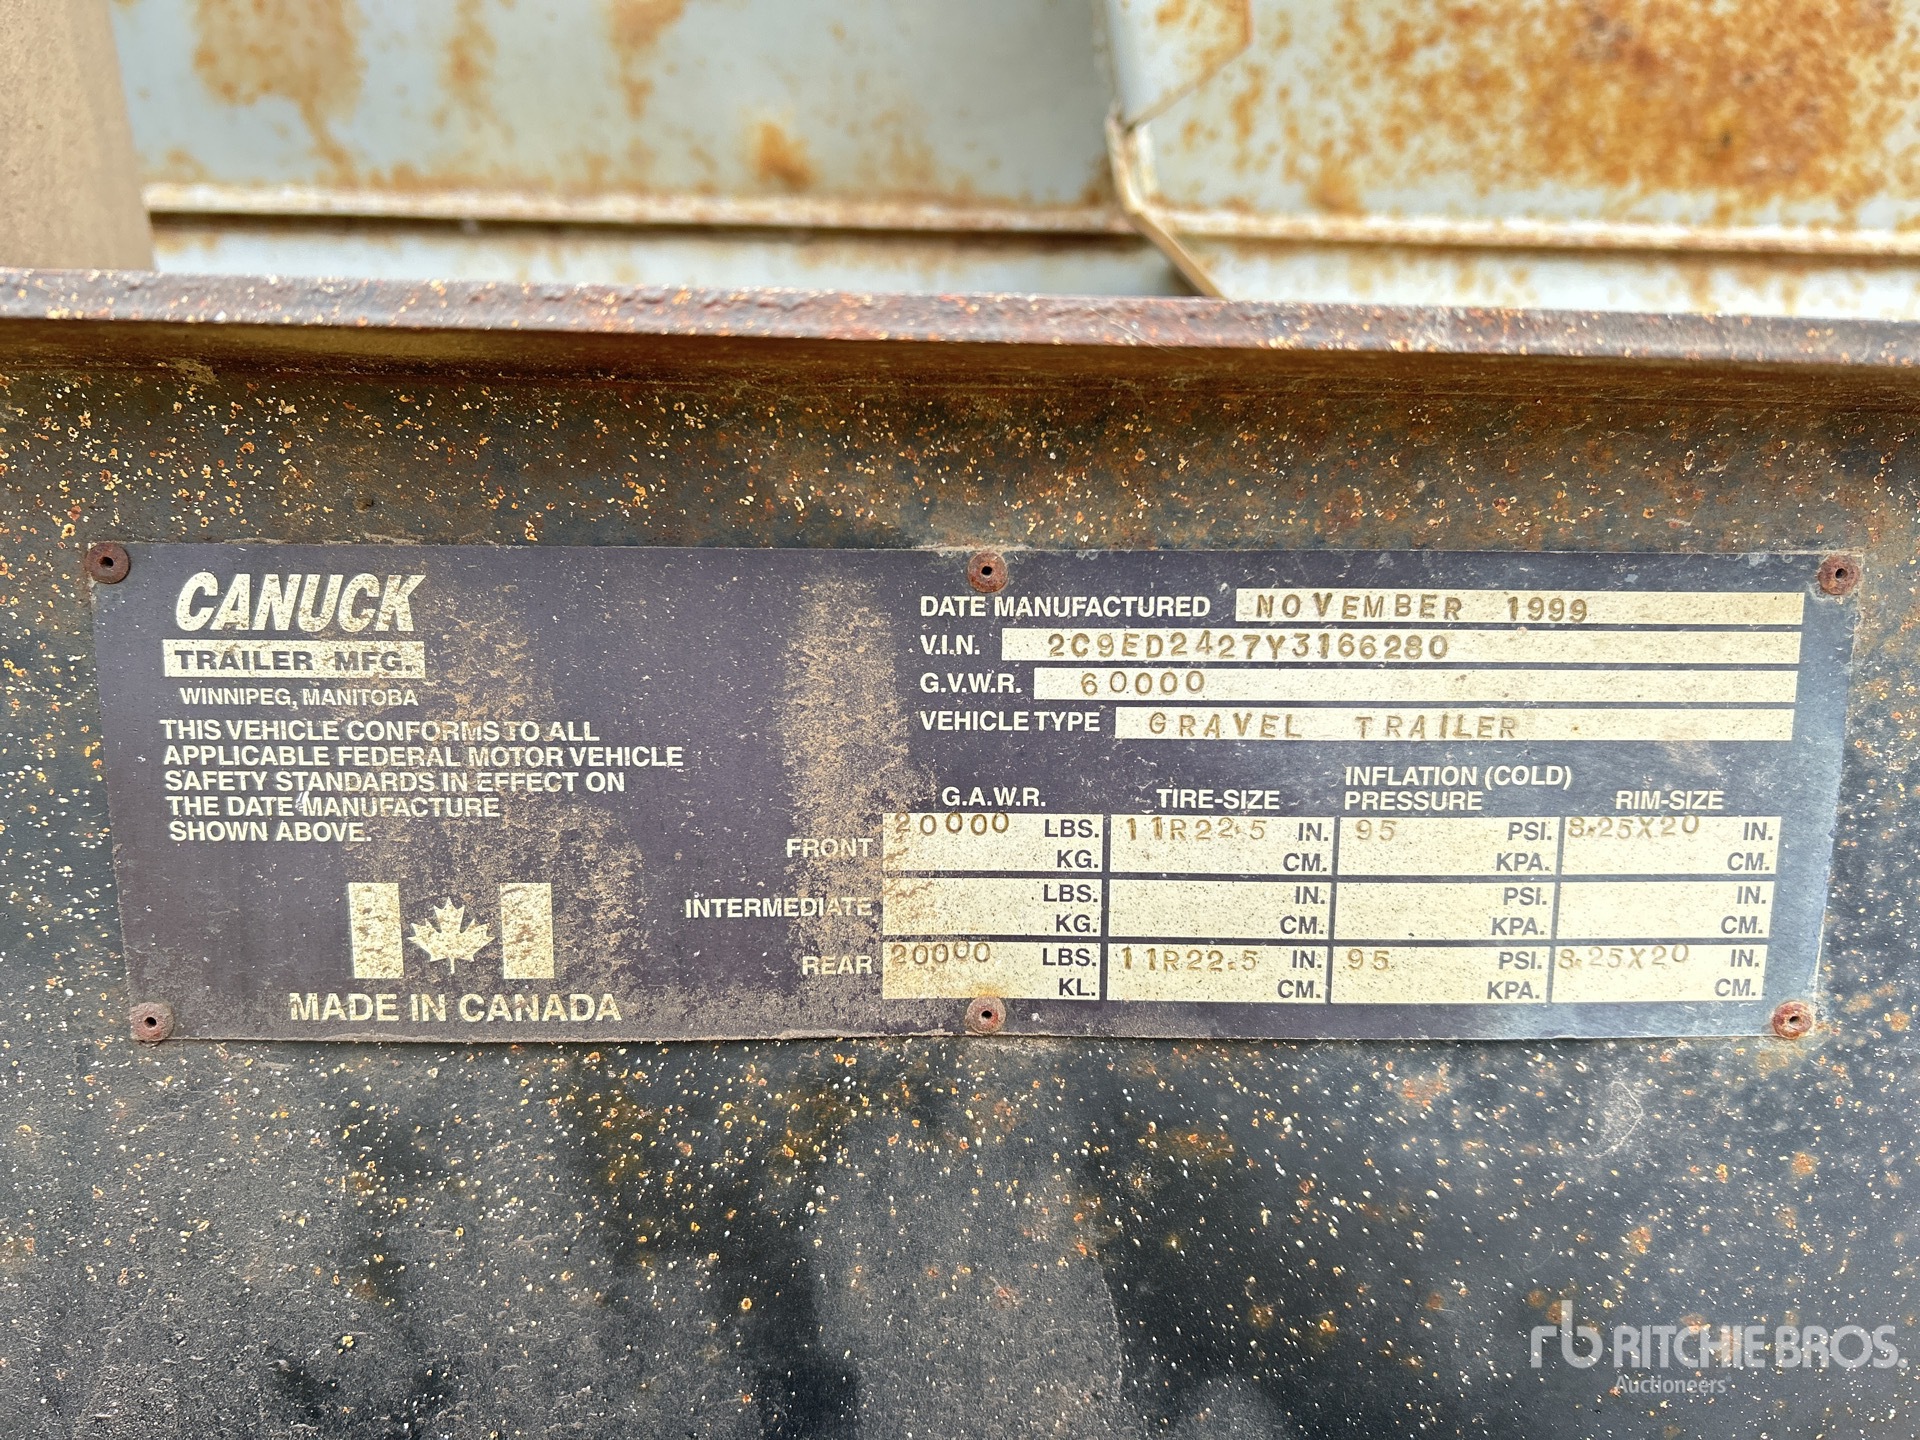 CANUCK
TRAILER MFG.
WINNIPEG, MANITOBA
THIS VEHICLE CONFORMS TO ALL
APPLICABLE FEDERAL MOTOR VEHICLE
SAFETY STANDARDS IN EFFECT ON
THE DATE MANUFACTURE
SHOWN ABOVE.
MADE IN CANADA
DATE MANUFACTURED NOVEMBER 1999
V.I.N. 2C9ED2427Y3166280
G.V.W.R. 60000
VEHICLE TYPE GRAVEL TRAILER
G.A.W.R. TIRE-SIZE INFLATION (COLD) PRESSURE RIM-SIZE
FRONT 20000 LBS. 11R22.5 IN. 95 PSI. 8.25X20 IN.
KG. CM. KPA. CM.
INTERMEDIATE LBS. IN. PSI. IN.
KG. CM. KPA. CM.
REAR 20000 LBS. 11R22.5 IN. 95 PSI. 8.25X20 IN.
KL. CM. KPA. CM.
rb RITCHIE BROS.
Auctioneers